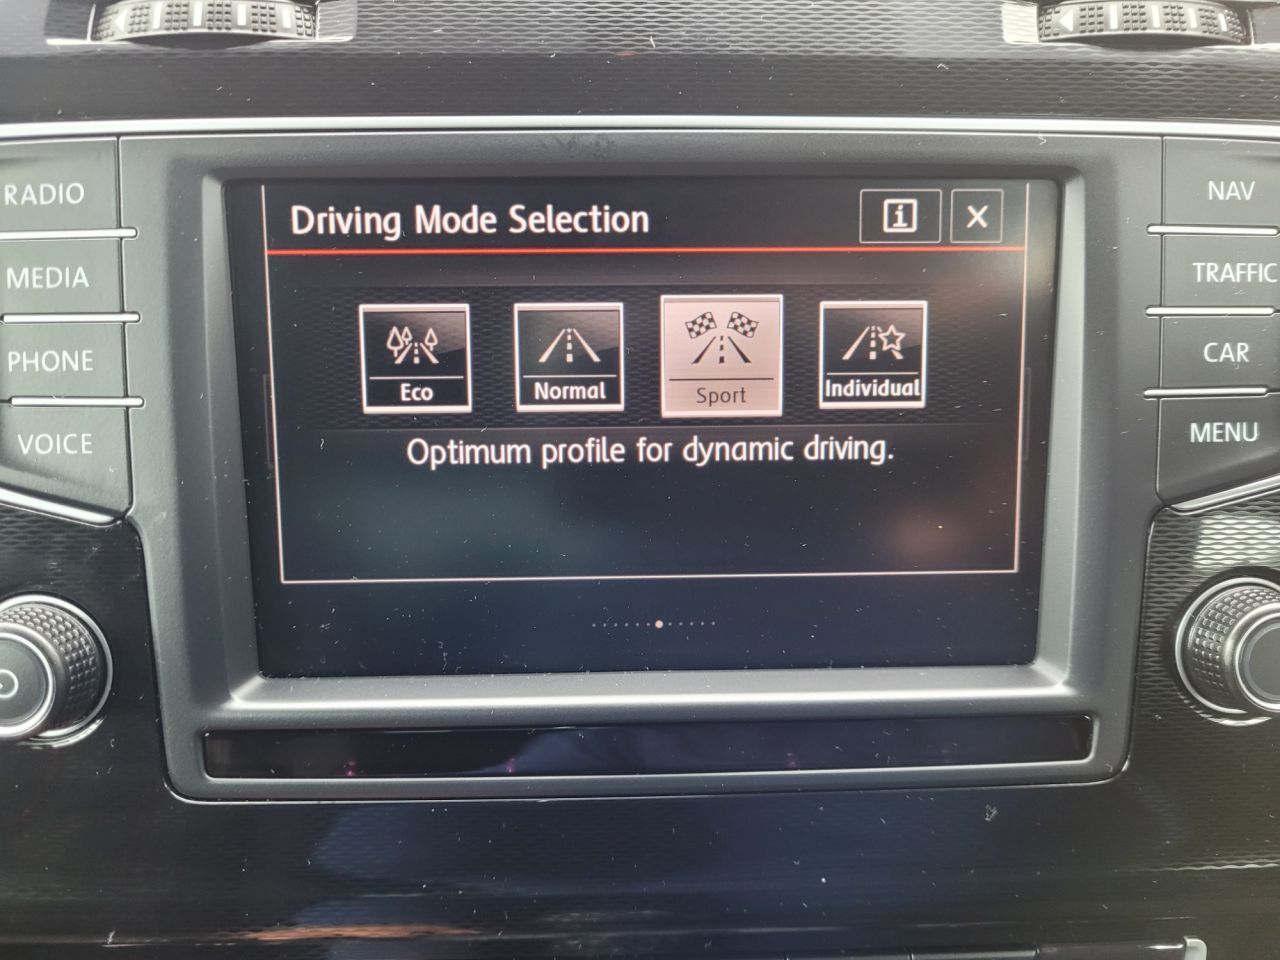 RADIO
MEDIA
PHONE
VOICE
Driving Mode Selection
i
X
Eco
Normal
Sport
Individual
Optimum profile for dynamic driving.
NAV
TRAFFIC
CAR
MENU